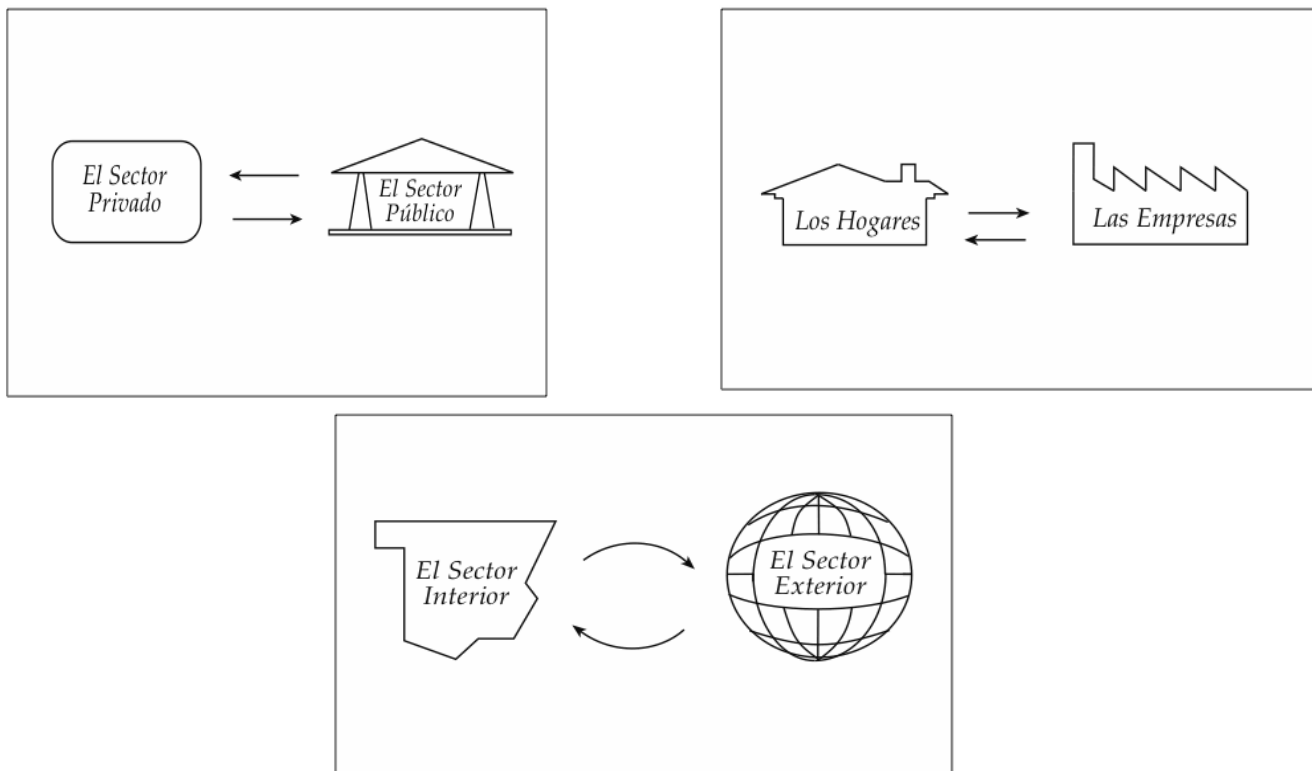 El Sector
Privado
El Sector
Público
Los Hogares
Las Empresas
El Sector
Interior
El Sector
Exterior